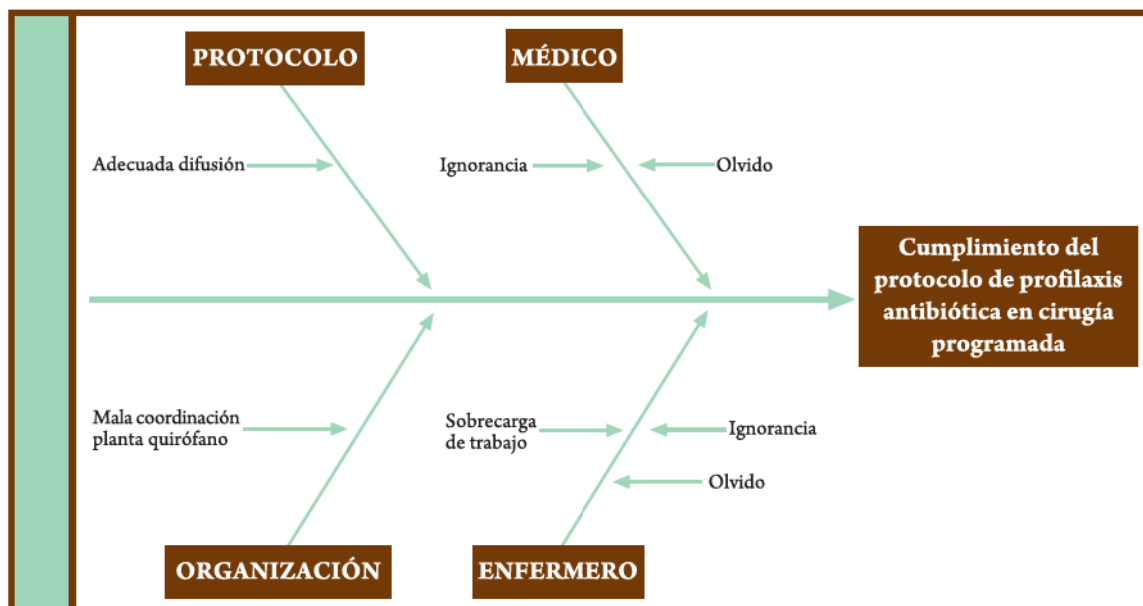 PROTOCOLO
MÉDICO
Adecuada difusión
Ignorancia
Olvido
Cumplimiento del
protocolo de profilaxis
antibiótica en cirugía
programada
Mala coordinación
planta quirófano
Sobrecarga
de trabajo
Ignorancia
Olvido
ORGANIZACIÓN
ENFERMERO